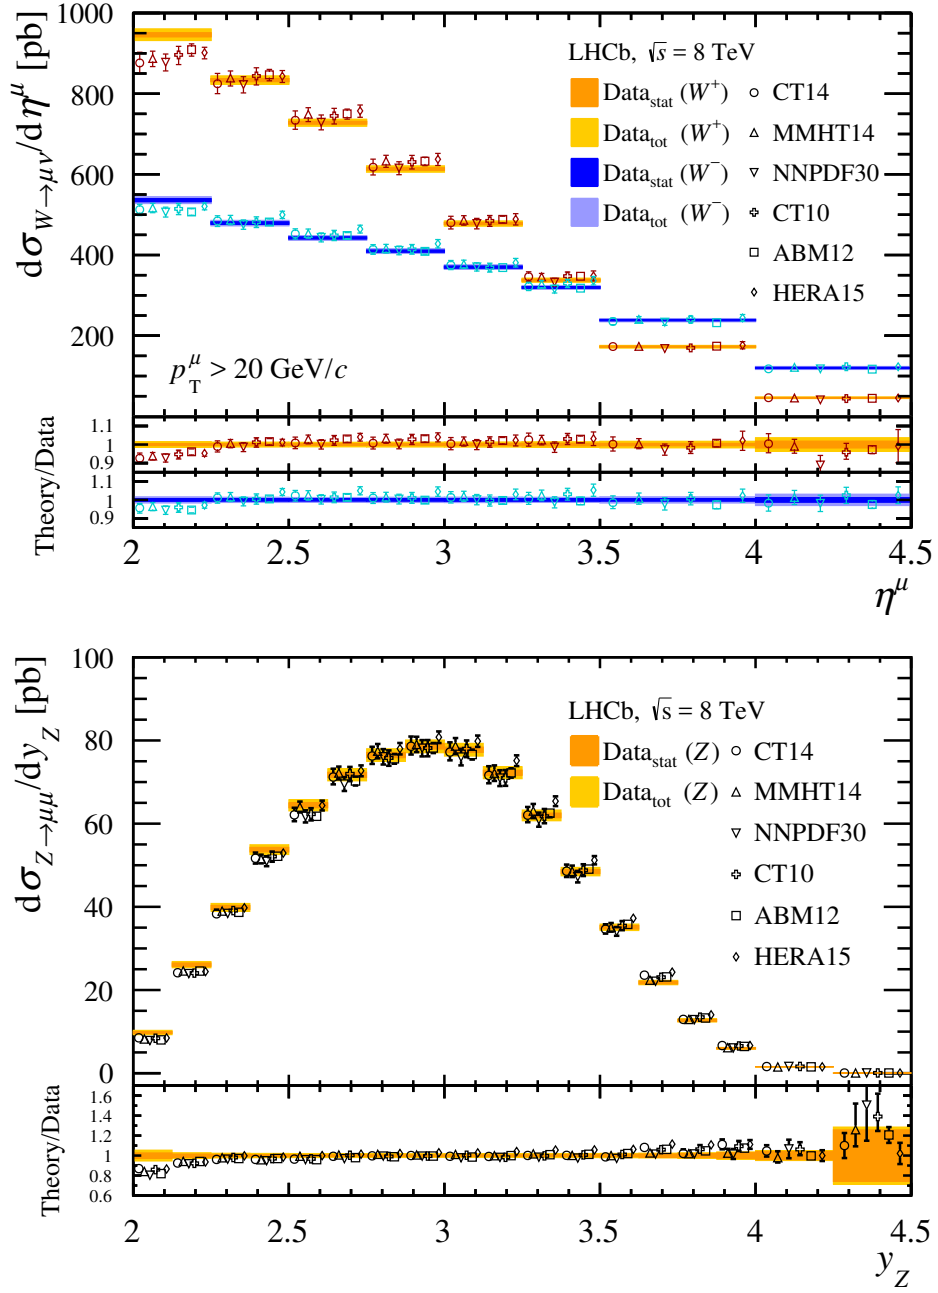 dσ_{W→μν}/dη^μ [pb]
1000
800
600
400
200
LHCb, √s = 8 TeV
Data_stat (W⁺)
Data_tot (W⁺)
Data_stat (W⁻)
Data_tot (W⁻)
CT14
MMHT14
NNPDF30
CT10
ABM12
HERA15
p_T^μ > 20 GeV/c
Theory/Data
1.1
1
0.9
1.1
1
0.9
2 2.5 3 3.5 4 4.5
η^μ
dσ_{Z→μμ}/dy_Z [pb]
100
80
60
40
20
0
LHCb, √s = 8 TeV
Data_stat (Z)
Data_tot (Z)
CT14
MMHT14
NNPDF30
CT10
ABM12
HERA15
Theory/Data
1.6
1.4
1.2
1
0.8
0.6
2 2.5 3 3.5 4 4.5
y_Z